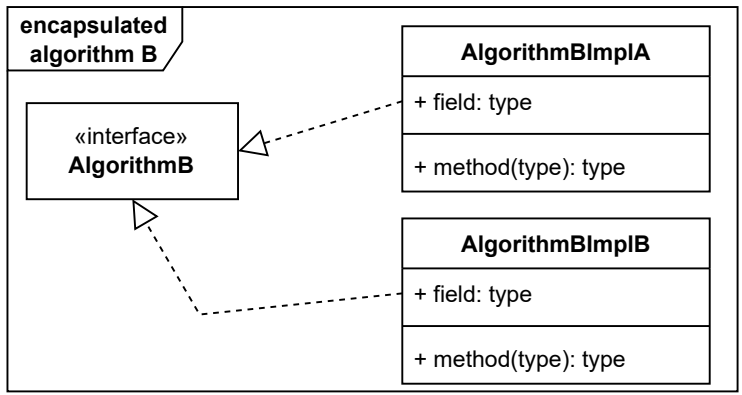 encapsulated
algorithm B
«interface»
AlgorithmB
AlgorithmBImplA
+ field: type
+ method(type): type
AlgorithmBImplB
+ field: type
+ method(type): type